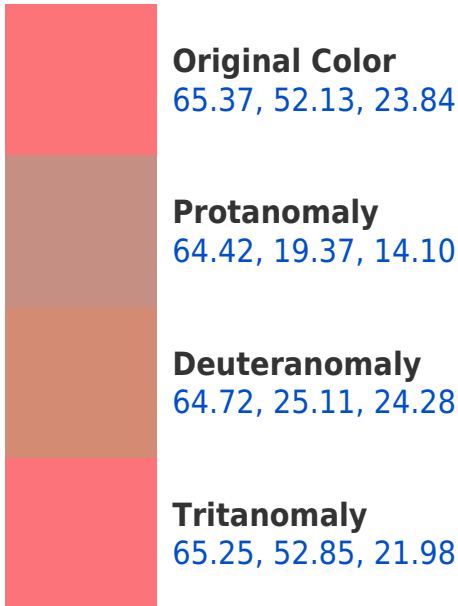 Original Color
65.37, 52.13, 23.84
Protanomaly
64.42, 19.37, 14.10
Deuteranomaly
64.72, 25.11, 24.28
Tritanomaly
65.25, 52.85, 21.98